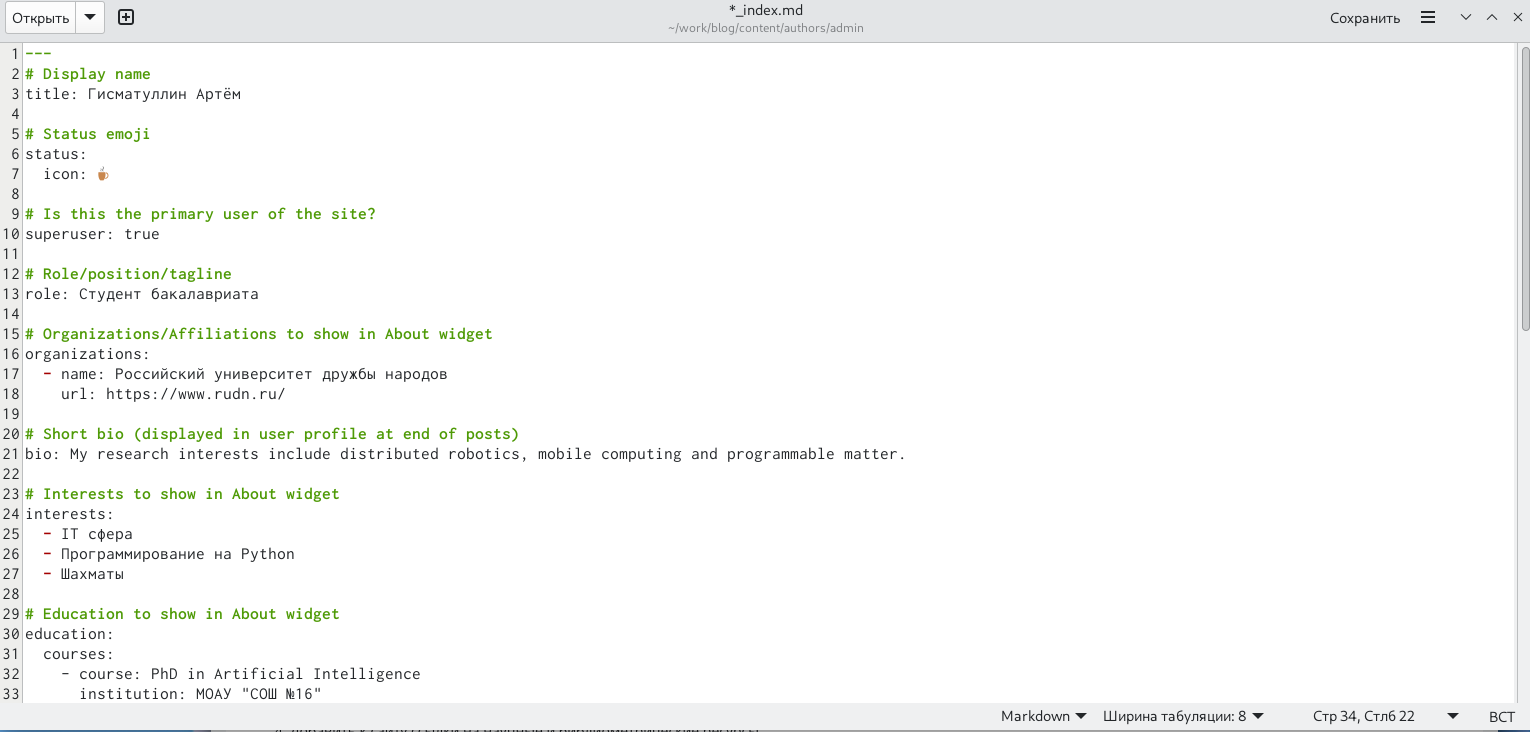 Открыть
*_index.md
~/work/blog/content/authors/admin
Сохранить
1 ---
2 # Display name
3 title: Гисматуллин Артём
4
5 # Status emoji
6 status:
7   icon: ☕
8
9 # Is this the primary user of the site?
10 superuser: true
11
12 # Role/position/tagline
13 role: Студент бакалавриата
14
15 # Organizations/Affiliations to show in About widget
16 organizations:
17   - name: Российский университет дружбы народов
18     url: https://www.rudn.ru/
19
20 # Short bio (displayed in user profile at end of posts)
21 bio: My research interests include distributed robotics, mobile computing and programmable matter.
22
23 # Interests to show in About widget
24 interests:
25   - IT сфера
26   - Программирование на Python
27   - Шахматы
28
29 # Education to show in About widget
30 education:
31   courses:
32     - course: PhD in Artificial Intelligence
33       institution: МОАУ "СОШ №16"
Markdown Ширина табуляции: 8 Стр 34, Стлб 22 ВСТ